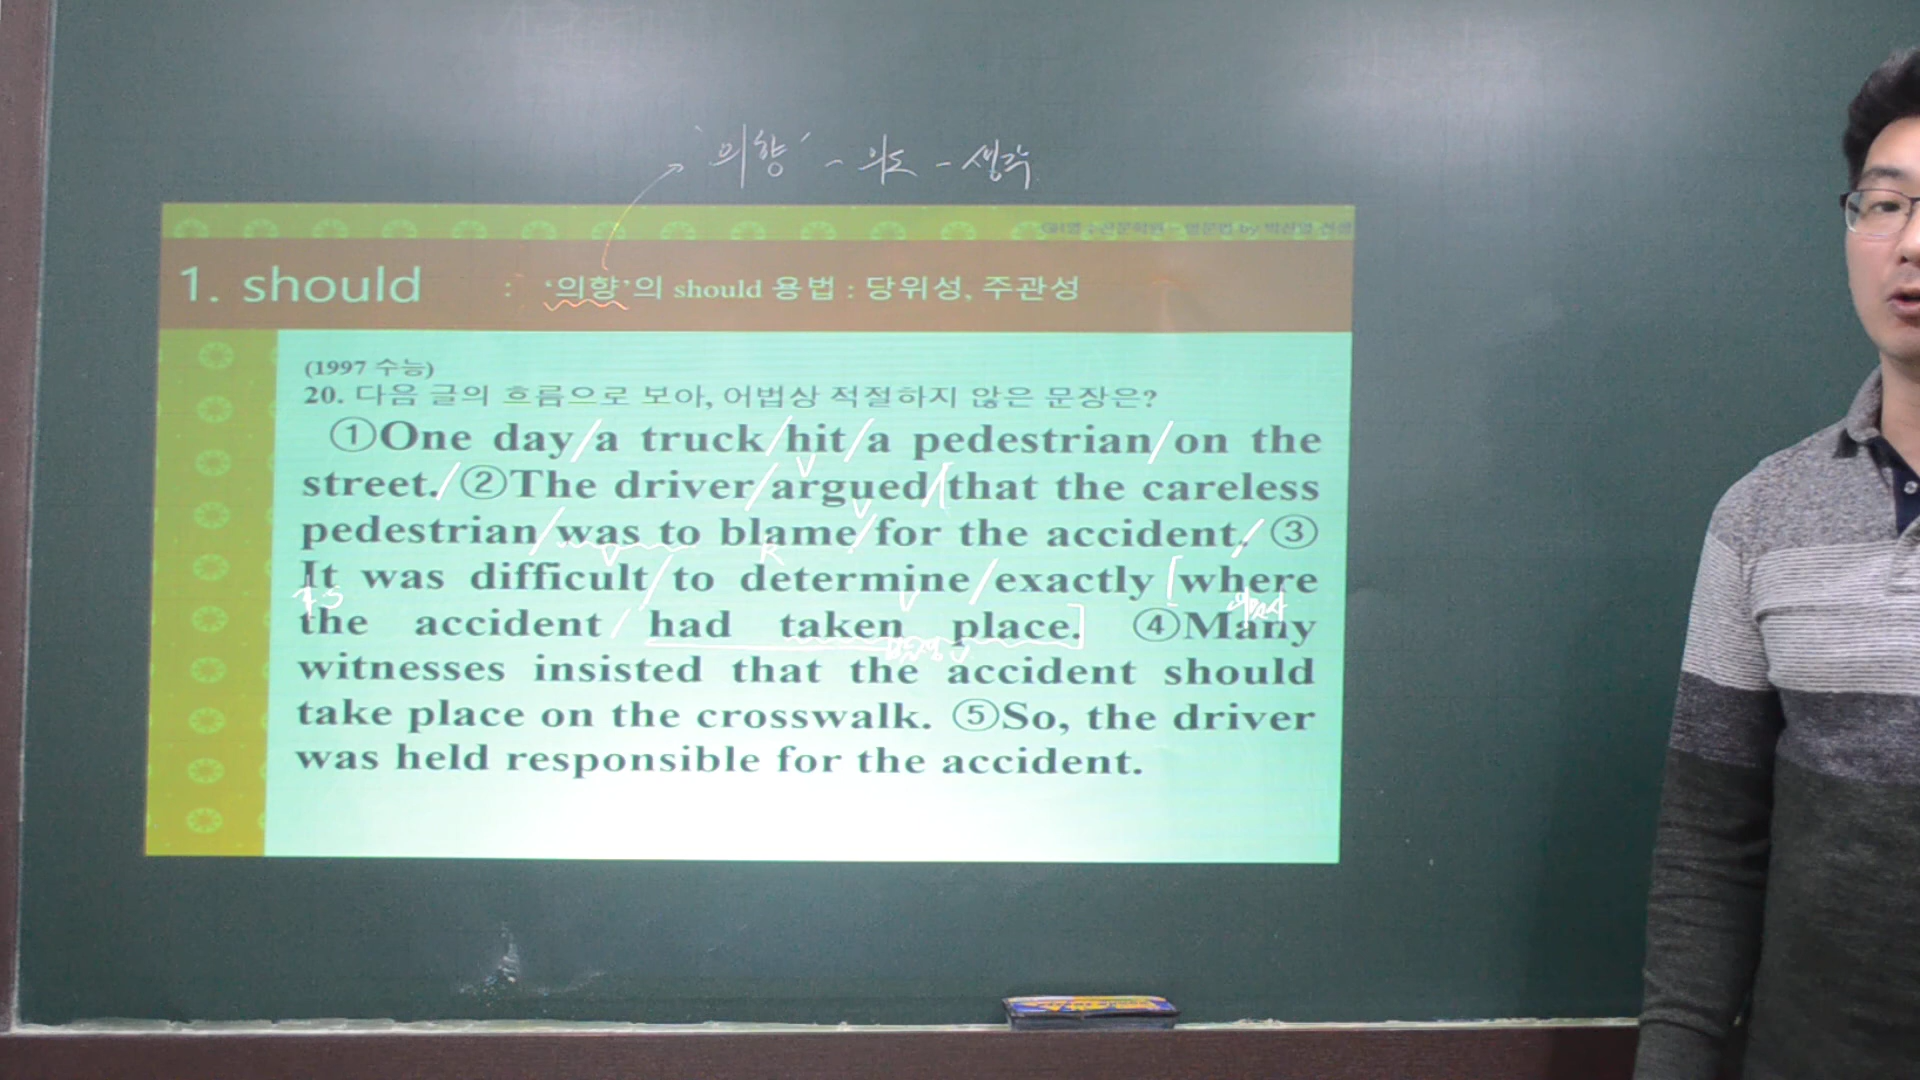 '의향' - 의도 - 생각
1. should : '의향'의 should 용법 : 당위성, 주관성
(1997 수능)
20. 다음 글의 흐름으로 보아, 어법상 적절하지 않은 문장은?
①One day/a truck/hit/a pedestrian/on the
v
street./②The driver/argued/[that the careless
v
pedestrian/was to blame/for the accident./③
It was difficult/to determine/exactly [where
the accident/had taken place.] ④Many
witnesses insisted that the accident should
take place on the crosswalk. ⑤So, the driver
was held responsible for the accident.